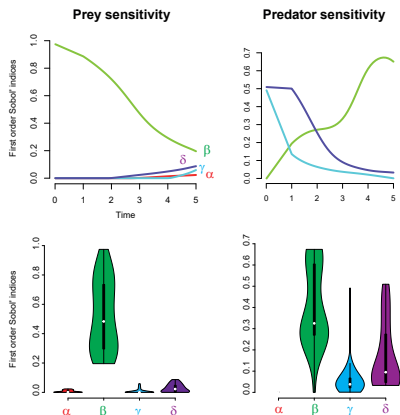 Prey sensitivity
Predator sensitivity
First order Sobol' indices
0.0
0.2
0.4
0.6
0.8
1.0
0
1
2
3
4
5
Time
β
δ
γ
α
0.0
0.1
0.2
0.3
0.4
0.5
0.6
0.7
0
1
2
3
4
5
First order Sobol' indices
0.0
0.2
0.4
0.6
0.8
1.0
α
β
γ
δ
0.0
0.1
0.2
0.3
0.4
0.5
0.6
0.7
α
β
γ
δ